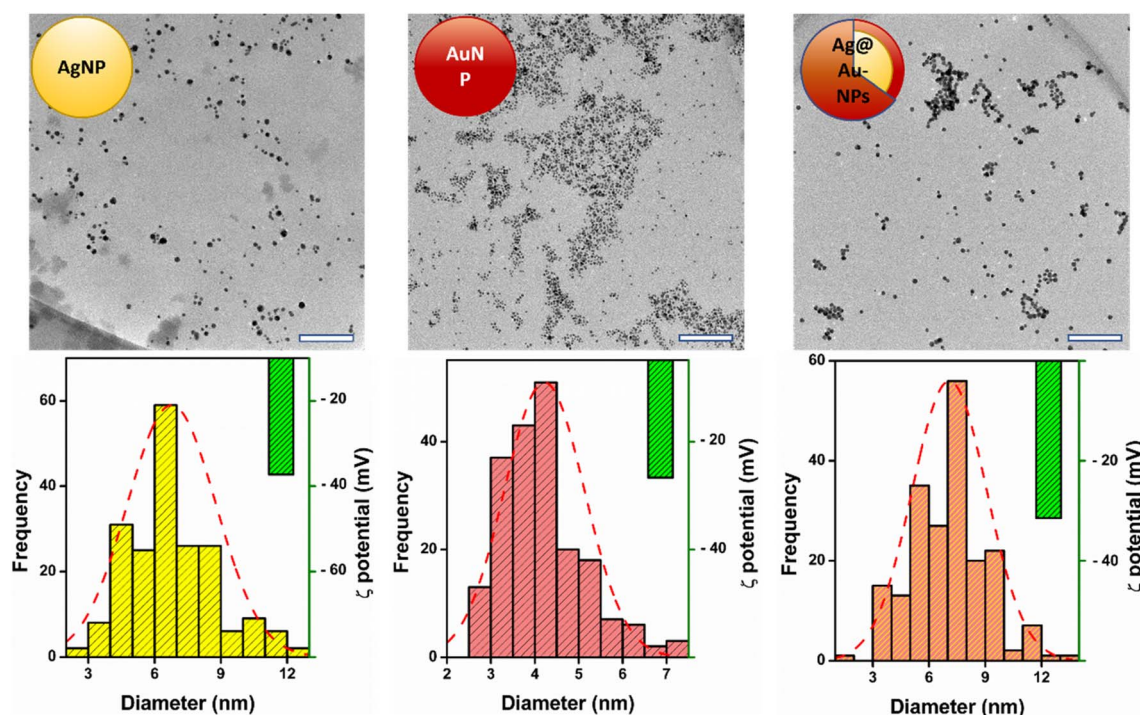 AgNP
AuN
P
Ag@
Au-
NPs
60
40
20
0
Frequency
3
6
9
12
Diameter (nm)
- 20
- 40
- 60
ζ potential (mV)
40
20
0
Frequency
2
3
4
5
6
7
Diameter (nm)
- 20
- 40
ζ potential (mV)
60
40
20
0
Frequency
3
6
9
12
Diameter (nm)
- 20
- 40
ζ potential (mV)